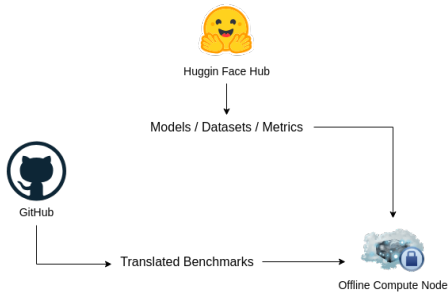 Huggin Face Hub
Models / Datasets / Metrics
GitHub
Translated Benchmarks
Offline Compute Node